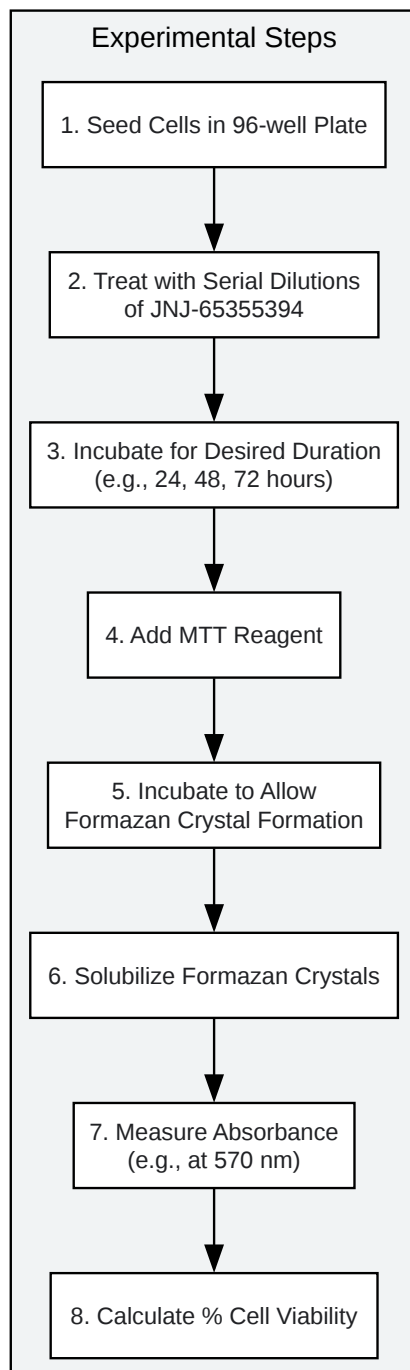 Experimental Steps
1. Seed Cells in 96-well Plate
2. Treat with Serial Dilutions
of JNJ-65355394
3. Incubate for Desired Duration
(e.g., 24, 48, 72 hours)
4. Add MTT Reagent
5. Incubate to Allow
Formazan Crystal Formation
6. Solubilize Formazan Crystals
7. Measure Absorbance
(e.g., at 570 nm)
8. Calculate % Cell Viability